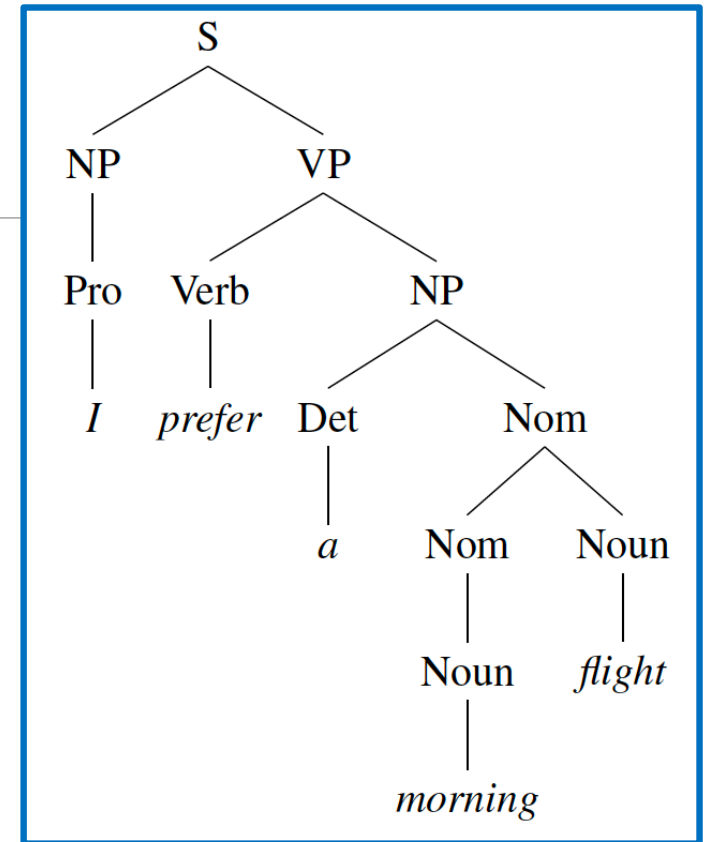 S
NP VP
Pro Verb NP
I prefer Det Nom
a Nom Noun
Noun flight
morning